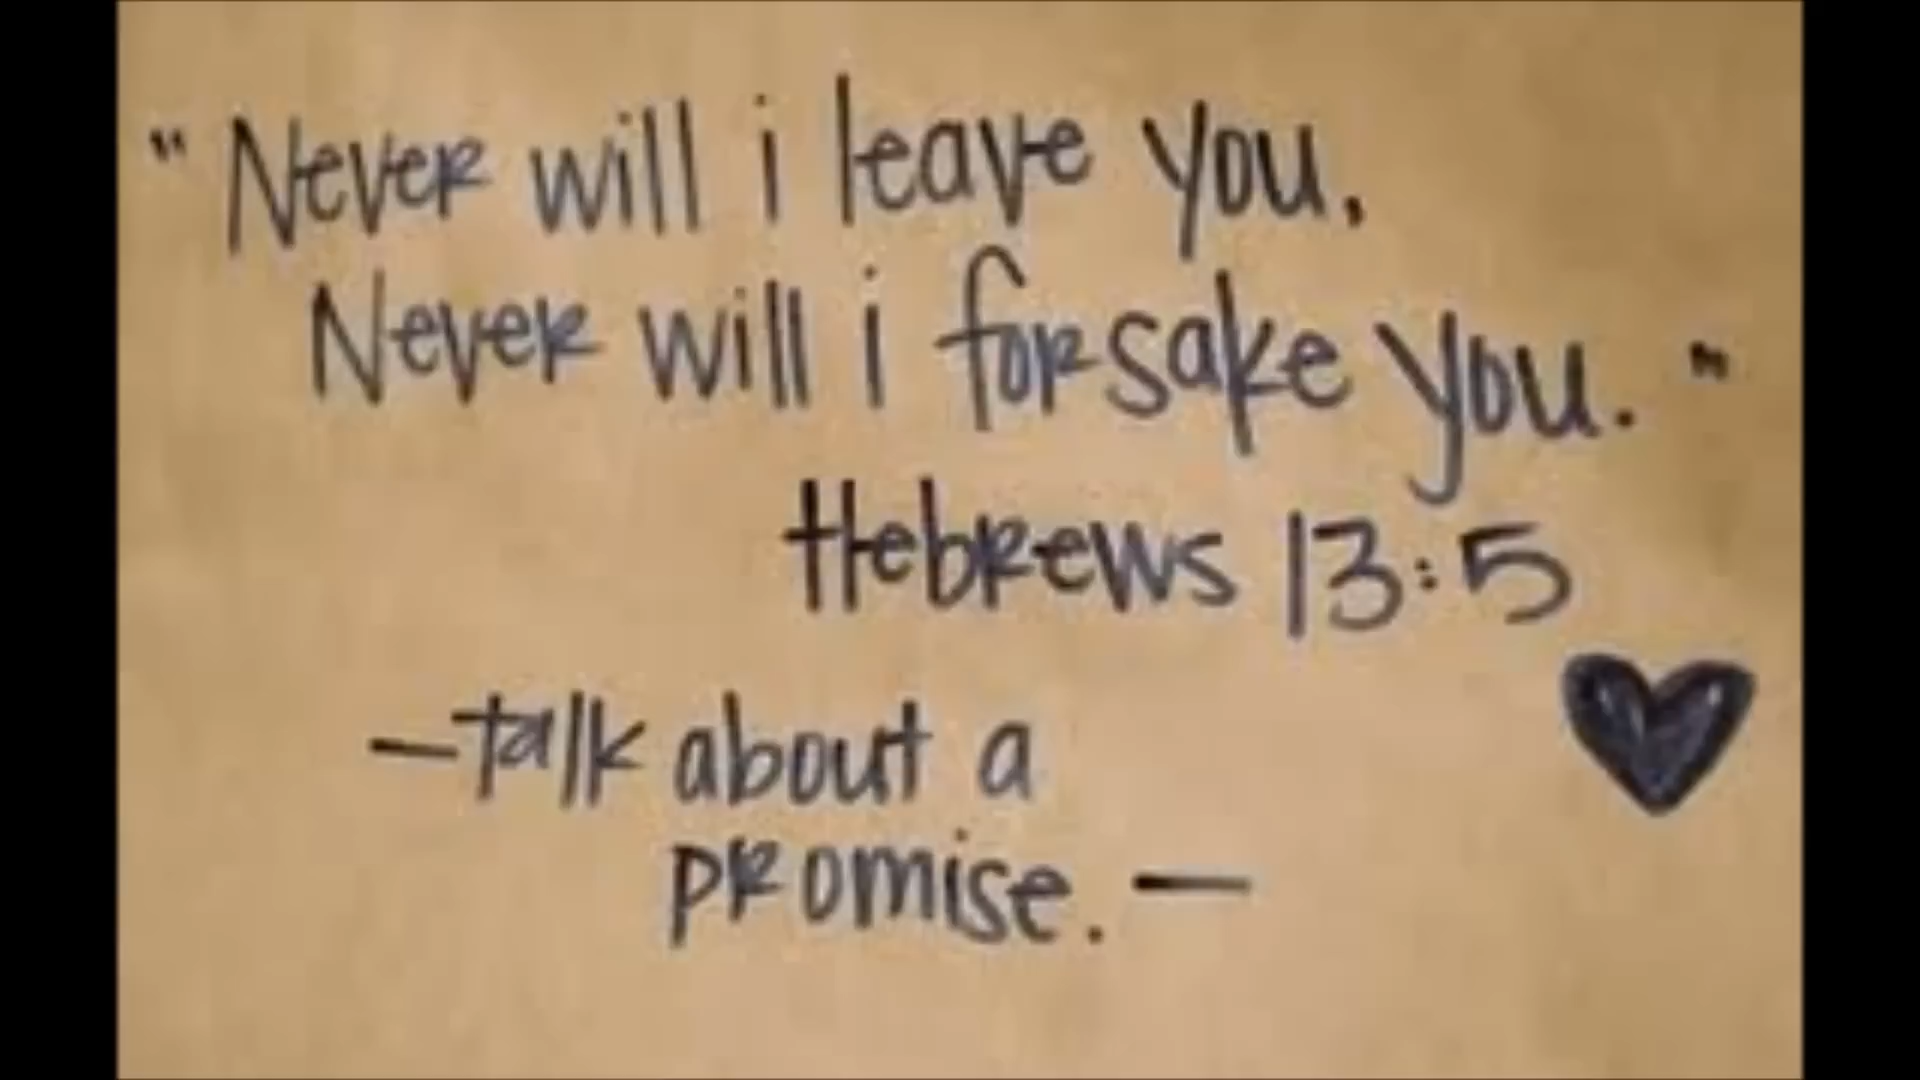 "Never will i leave you,
Never will i forsake you."
Hebrews 13:5
-talk about a
promise.-